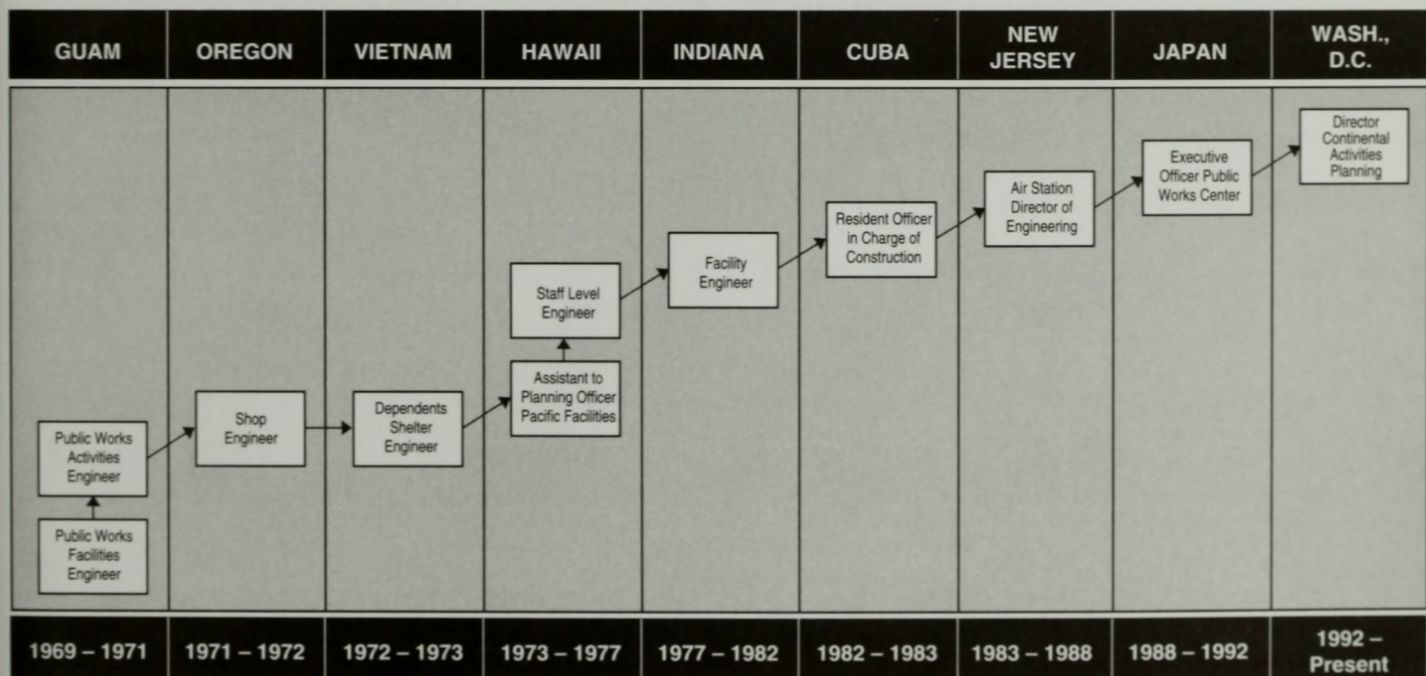 GUAM
OREGON
VIETNAM
HAWAII
INDIANA
CUBA
NEW
JERSEY
JAPAN
WASH.,
D.C.
Public Works
Facilities
Engineer
Public Works
Activities
Engineer
Shop
Engineer
Dependents
Shelter
Engineer
Assistant to
Planning Officer
Pacific Facilities
Staff Level
Engineer
Facility
Engineer
Resident Officer
in Charge of
Construction
Air Station
Director of
Engineering
Executive
Officer Public
Works Center
Director
Continental
Activities
Planning
1969 – 1971
1971 – 1972
1972 – 1973
1973 – 1977
1977 – 1982
1982 – 1983
1983 – 1988
1988 – 1992
1992 –
Present